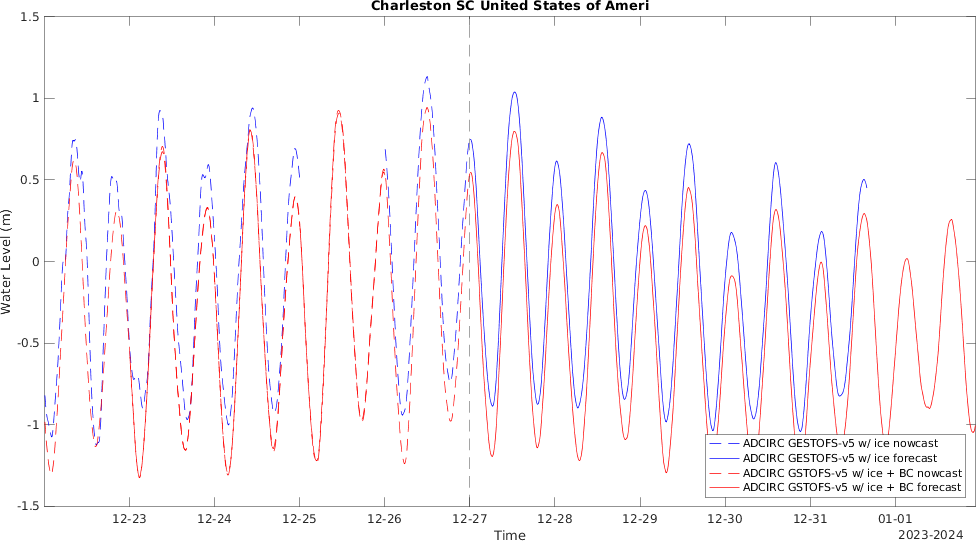 Charleston SC United States of Ameri
1.5
1
0.5
0
-0.5
-1
-1.5
Water Level (m)
12-23
12-24
12-25
12-26
12-27
12-28
12-29
12-30
12-31
01-01
Time
2023-2024
ADCIRC GESTOFS-v5 w/ ice nowcast
ADCIRC GESTOFS-v5 w/ ice forecast
ADCIRC GSTOFS-v5 w/ ice + BC nowcast
ADCIRC GSTOFS-v5 w/ ice + BC forecast